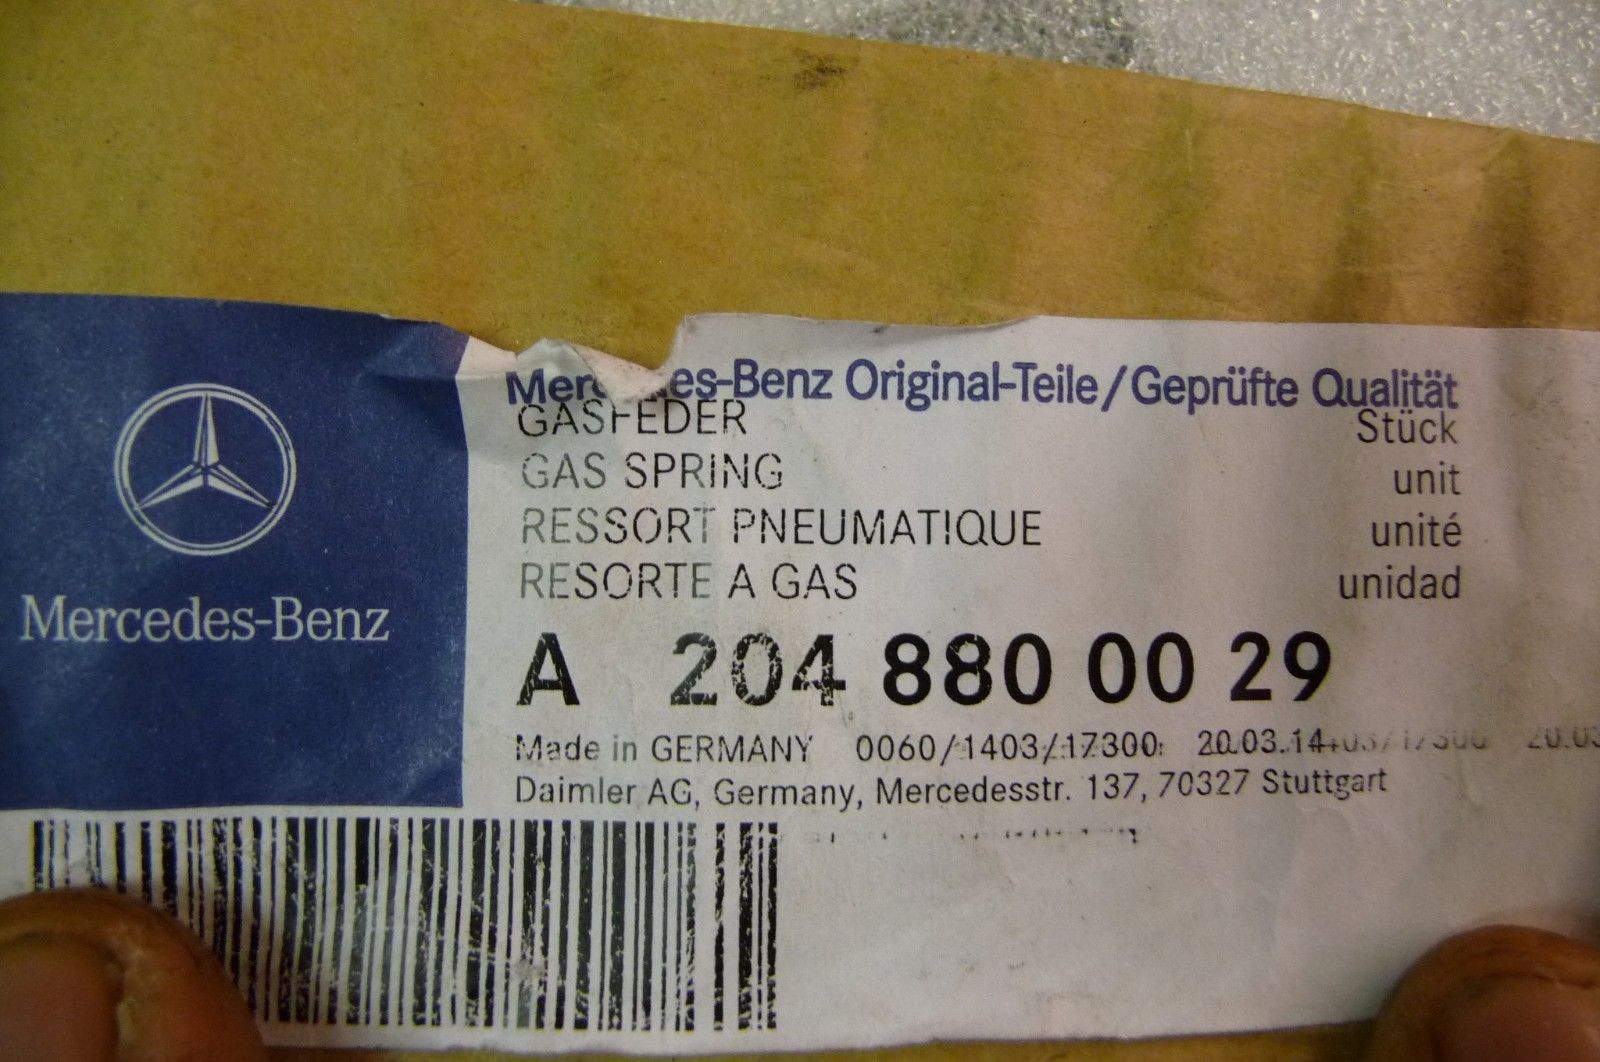 Mercedes-Benz Original-Teile/Geprüfte Qualität
GASFEDER Stück
GAS SPRING unit
RESSORT PNEUMATIQUE unité
RESORTE A GAS unidad
Mercedes-Benz
A 204 880 00 29
Made in GERMANY 0060/1403/17300 20.03.14
Daimler AG, Germany, Mercedesstr. 137, 70327 Stuttgart